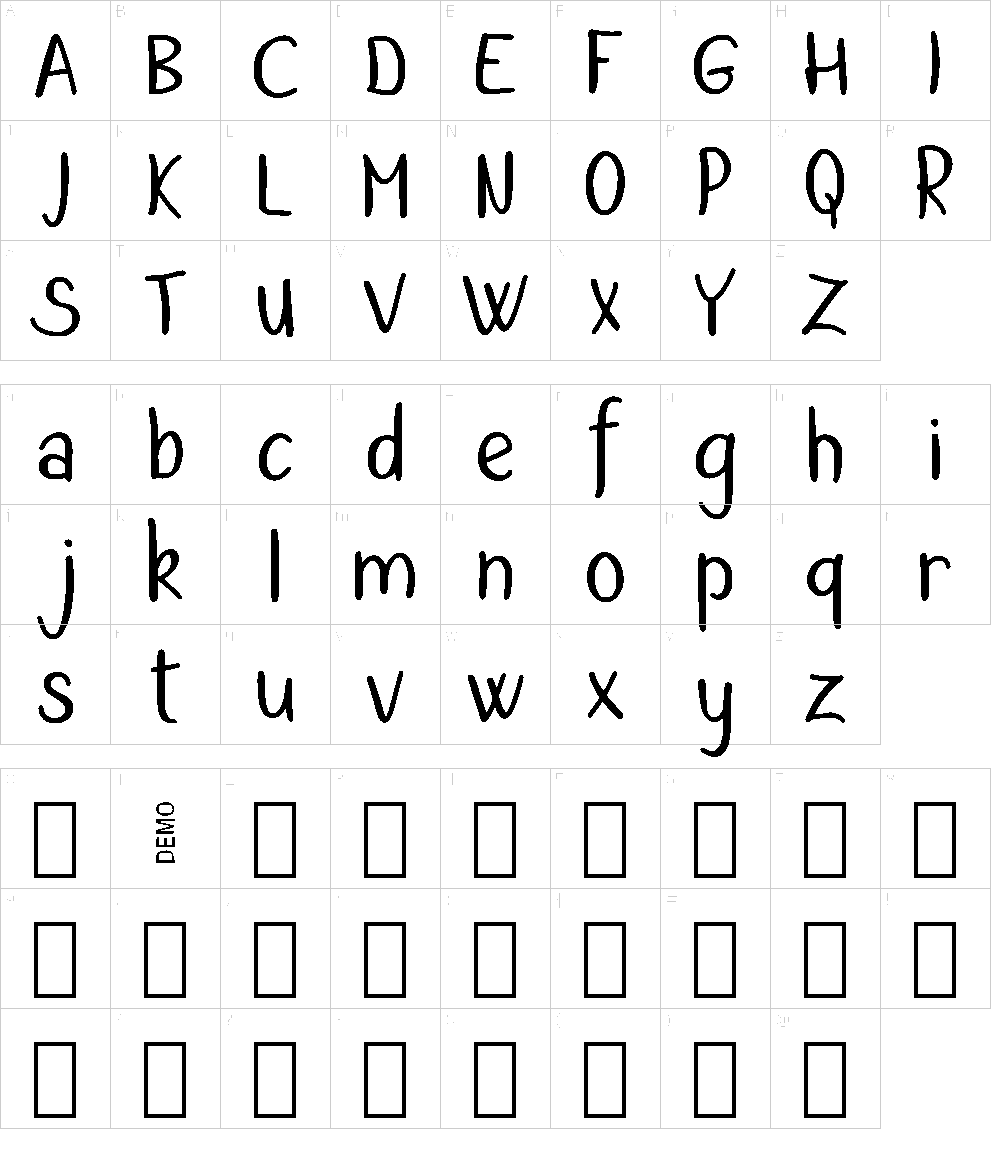 A B C D E F G H I
J K L M N O P Q R
S T U V W X Y Z
a b c d e f g h i
j k l m n o p q r
s t u v w x y z
DEMO